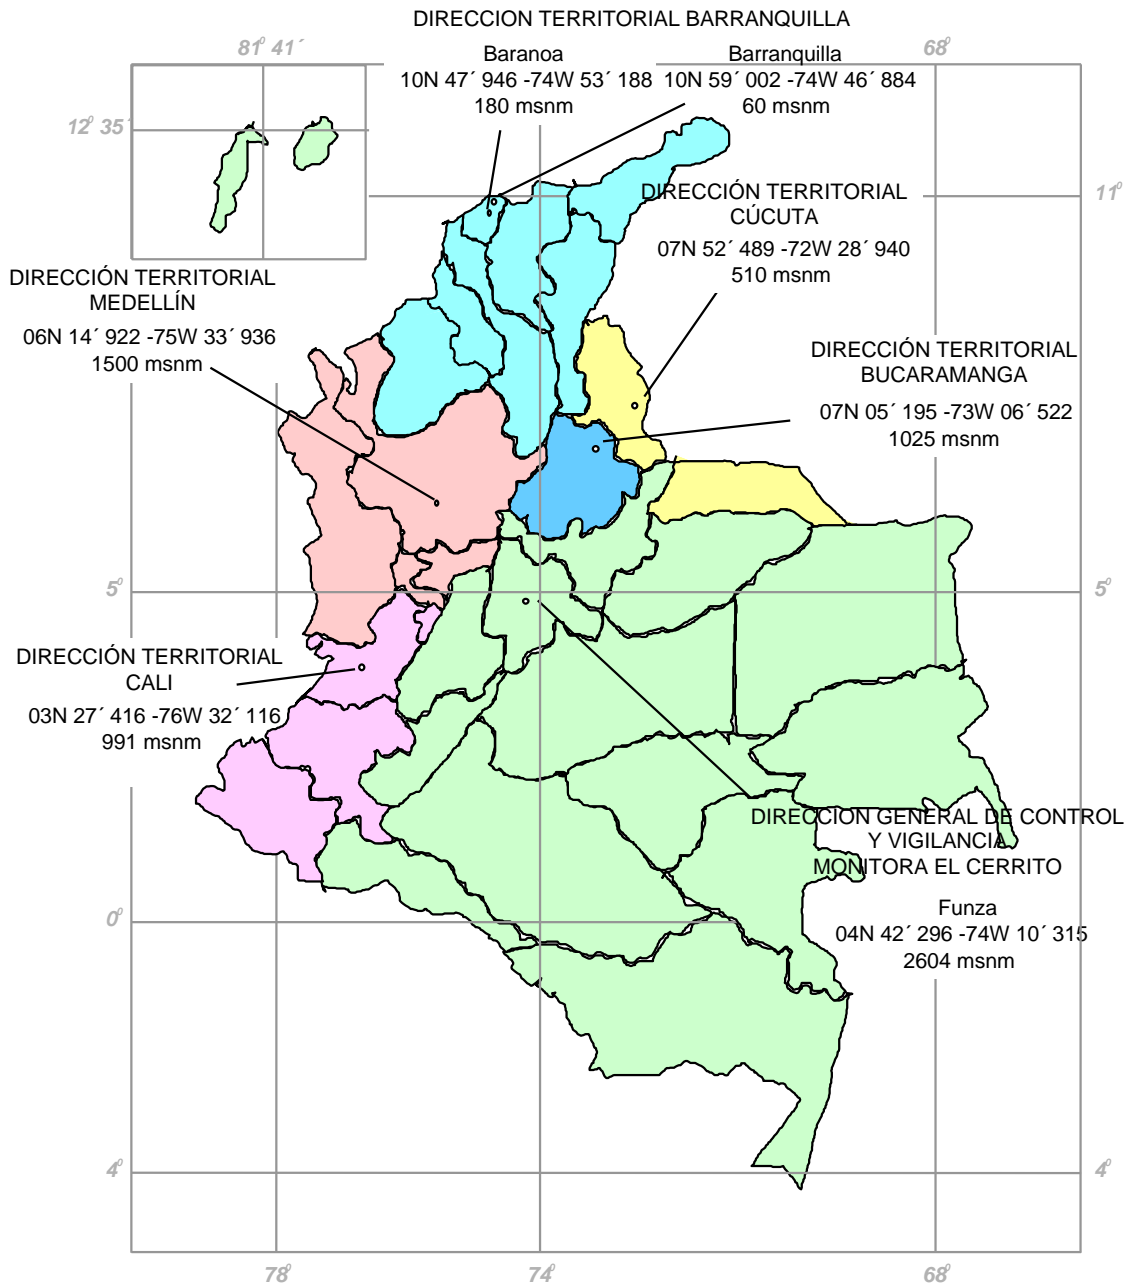 DIRECCION TERRITORIAL BARRANQUILLA
81° 41´
68°
Baranoa
10N 47´ 946 -74W 53´ 188
180 msnm
Barranquilla
10N 59´ 002 -74W 46´ 884
60 msnm
12° 35´
11°
DIRECCIÓN TERRITORIAL
CÚCUTA
07N 52´ 489 -72W 28´ 940
510 msnm
DIRECCIÓN TERRITORIAL
MEDELLÍN
06N 14´ 922 -75W 33´ 936
1500 msnm
DIRECCIÓN TERRITORIAL
BUCARAMANGA
07N 05´ 195 -73W 06´ 522
1025 msnm
5°
5°
DIRECCIÓN TERRITORIAL
CALI
03N 27´ 416 -76W 32´ 116
991 msnm
DIRECCION GENERAL DE CONTROL
Y VIGILANCIA
MONITORA EL CERRITO
Funza
04N 42´ 296 -74W 10´ 315
2604 msnm
0°
4°
4°
78°
74°
68°